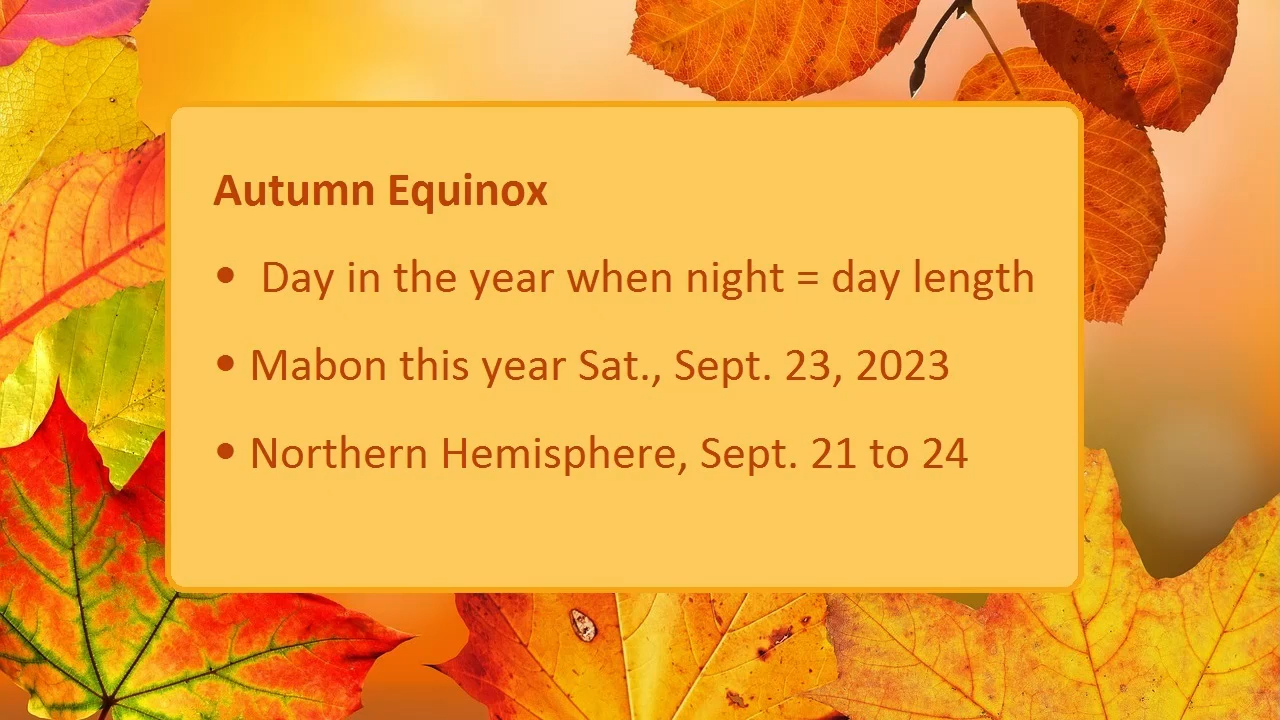 Autumn Equinox
• Day in the year when night = day length
• Mabon this year Sat., Sept. 23, 2023
• Northern Hemisphere, Sept. 21 to 24